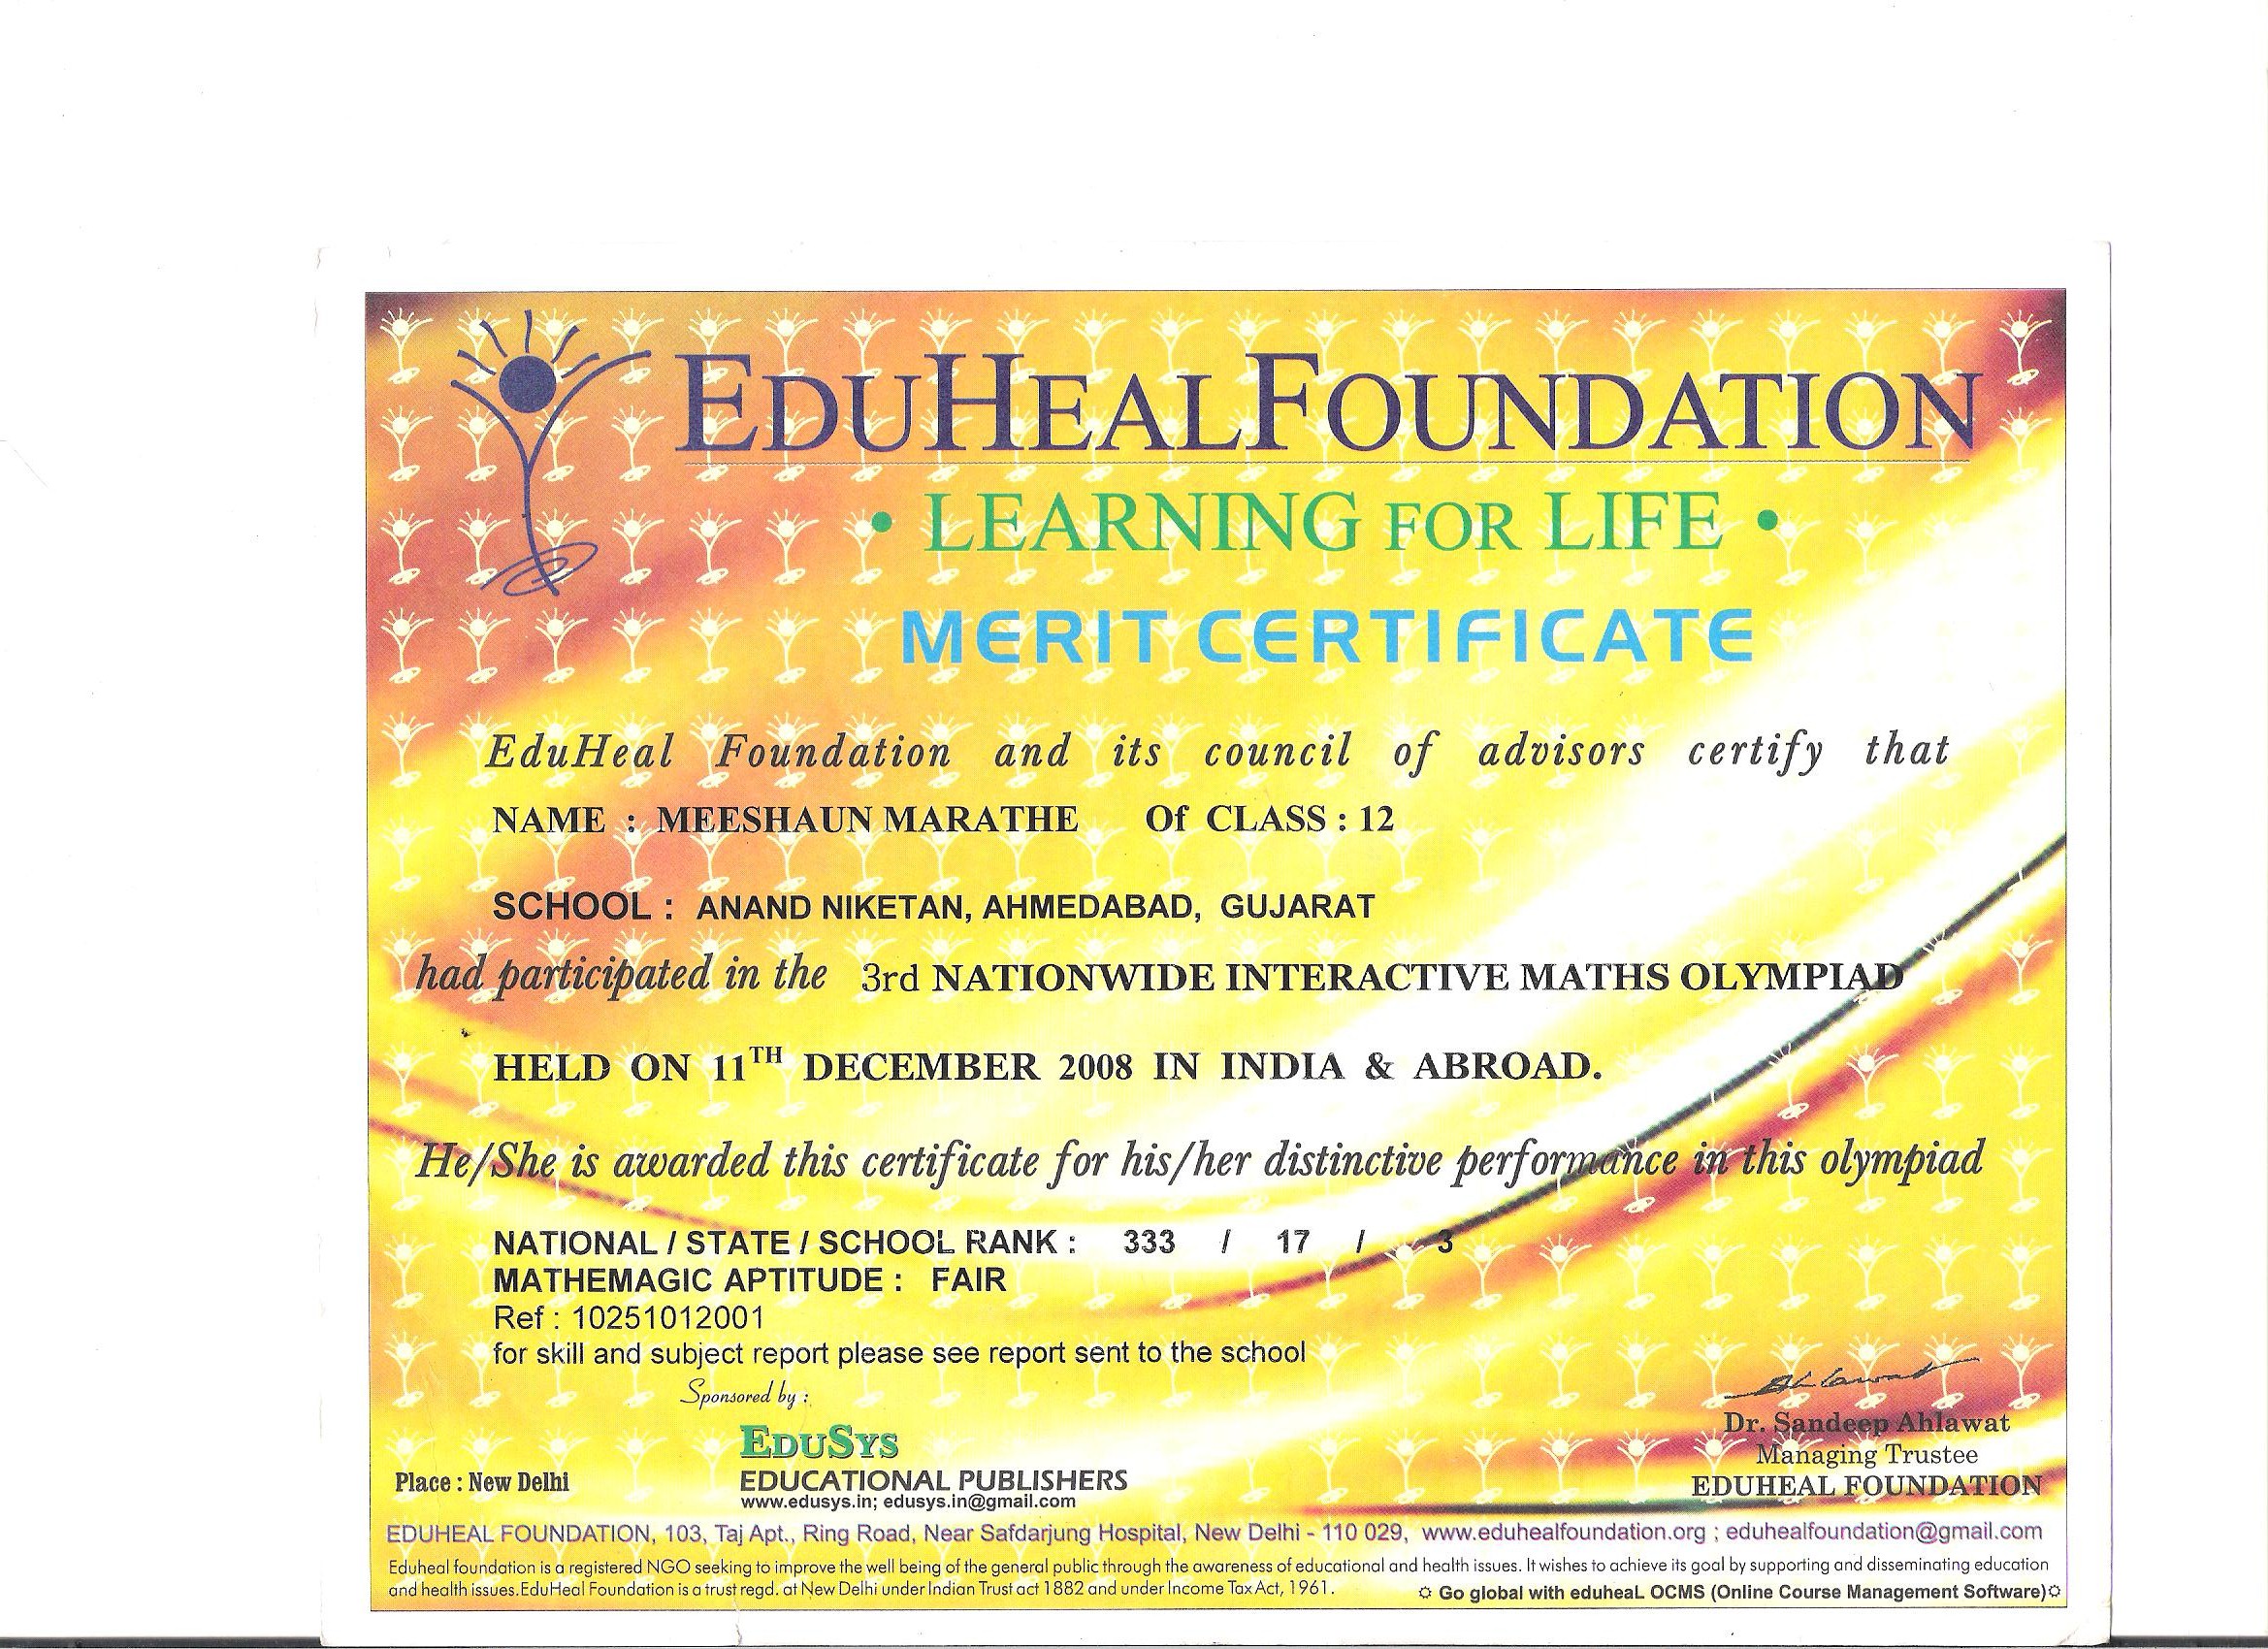 EDUHEALFOUNDATION
• LEARNING FOR LIFE •
MERIT CERTIFICATE
EduHeal Foundation and its council of advisors certify that
NAME : MEESHAUN MARATHE Of CLASS : 12
SCHOOL : ANAND NIKETAN, AHMEDABAD, GUJARAT
had participated in the 3rd NATIONWIDE INTERACTIVE MATHS OLYMPIAD
HELD ON 11TH DECEMBER 2008 IN INDIA & ABROAD.
He/She is awarded this certificate for his/her distinctive performance in this olympiad
NATIONAL / STATE / SCHOOL RANK : 333 / 17 / 3
MATHEMAGIC APTITUDE : FAIR
Ref : 10251012001
for skill and subject report please see report sent to the school
Sponsored by :
EDUSYS
EDUCATIONAL PUBLISHERS
www.edusys.in; edusys.in@gmail.com
Place : New Delhi
Ahlawat
Dr. Sandeep Ahlawat
Managing Trustee
EDUHEAL FOUNDATION
EDUHEAL FOUNDATION, 103, Taj Apt., Ring Road, Near Safdarjung Hospital, New Delhi - 110 029, www.eduhealfoundation.org ; eduhealfoundation@gmail.com
Eduheal foundation is a registered NGO seeking to improve the well being of the general public through the awareness of educational and health issues. It wishes to achieve its goal by supporting and disseminating education
and health issues.EduHeal Foundation is a trust regd. at New Delhi under Indian Trust act 1882 and under Income Tax Act, 1961.
Go global with eduheaL OCMS (Online Course Management Software)